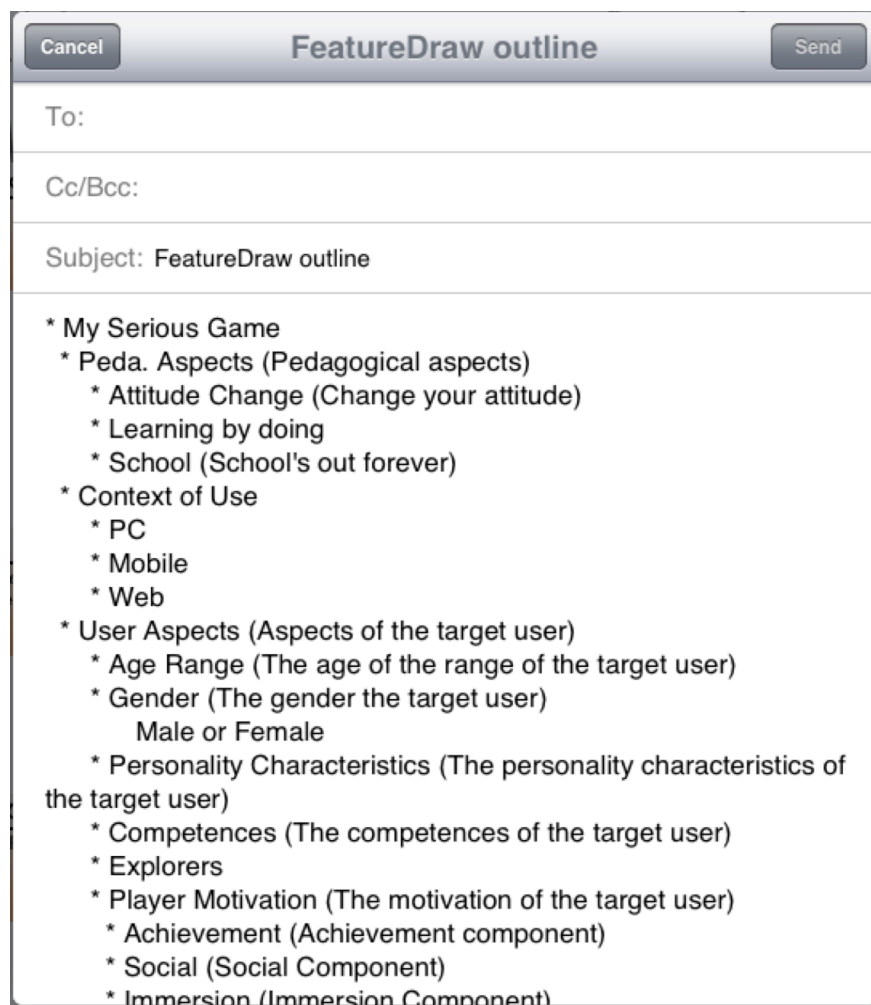 Cancel
FeatureDraw outline
Send
To:
Cc/Bcc:
Subject: FeatureDraw outline
* My Serious Game
* Peda. Aspects (Pedagogical aspects)
* Attitude Change (Change your attitude)
* Learning by doing
* School (School's out forever)
* Context of Use
* PC
* Mobile
* Web
* User Aspects (Aspects of the target user)
* Age Range (The age of the range of the target user)
* Gender (The gender the target user)
Male or Female
* Personality Characteristics (The personality characteristics of
the target user)
* Competences (The competences of the target user)
* Explorers
* Player Motivation (The motivation of the target user)
* Achievement (Achievement component)
* Social (Social Component)
* Immersion (Immersion Component)